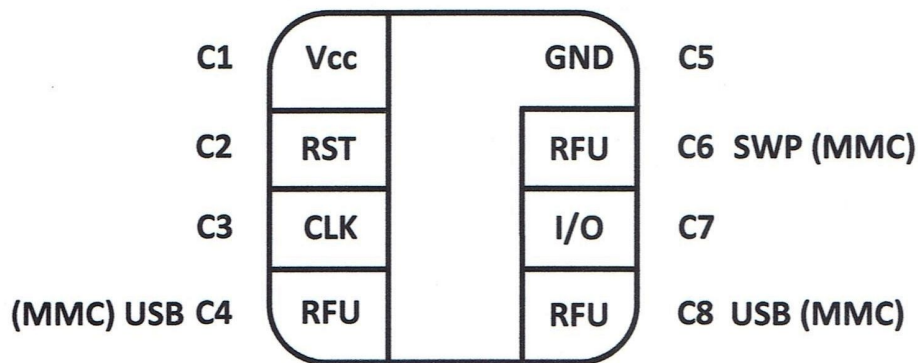 C1 Vcc GND C5
C2 RST RFU C6 SWP (MMC)
C3 CLK I/O C7
(MMC) USB C4 RFU RFU C8 USB (MMC)